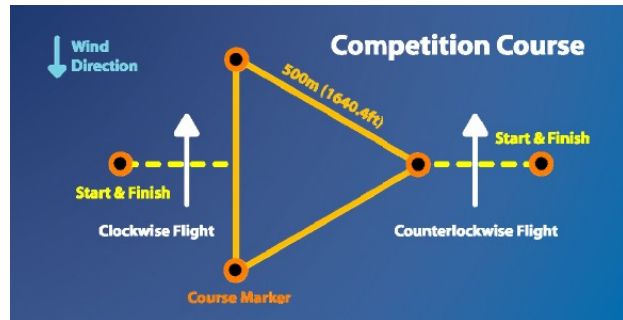 Wind
Direction
Competition Course
500m (1640.4ft)
Start & Finish
Start & Finish
Clockwise Flight
Counterlockwise Flight
Course Marker